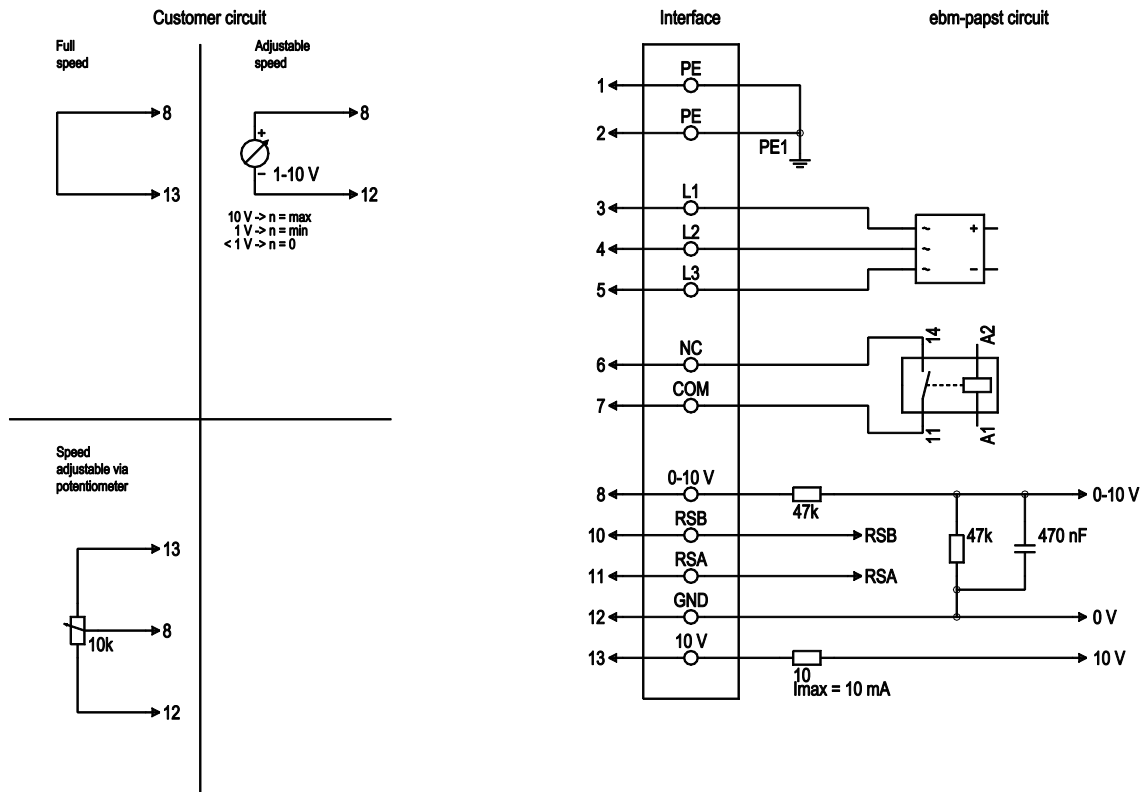 Customer circuit
Full
speed
8
13
Adjustable
speed
8
+
– 1-10 V
12
10 V -> n = max
1 V -> n = min
< 1 V -> n = 0
Speed
adjustable via
potentiometer
13
8
10k
12
Interface
ebm-papst circuit
1 PE
2 PE
PE1
3 L1
4 L2
5 L3
~ +
~
~ –
6 NC
7 COM
14
A2
11
A1
8 0-10 V
47k
0-10 V
10 RSB
RSB
47k
470 nF
11 RSA
RSA
12 GND
0 V
13 10 V
10
Imax = 10 mA
10 V